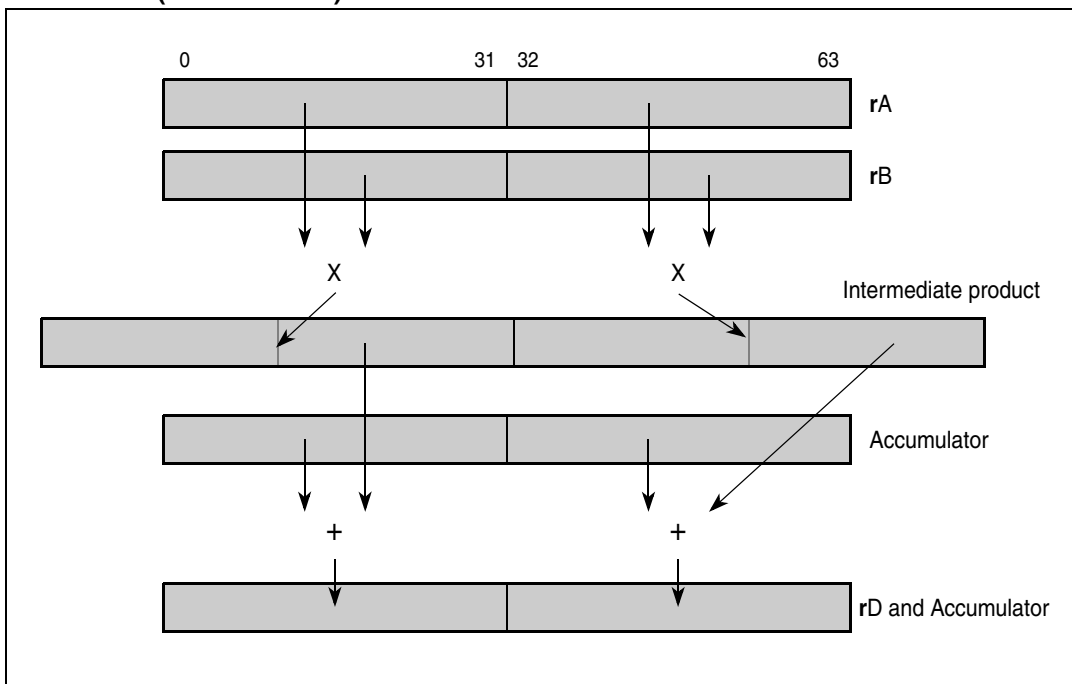 0 31 32 63
rA
rB
X X
Intermediate product
Accumulator
+ +
rD and Accumulator